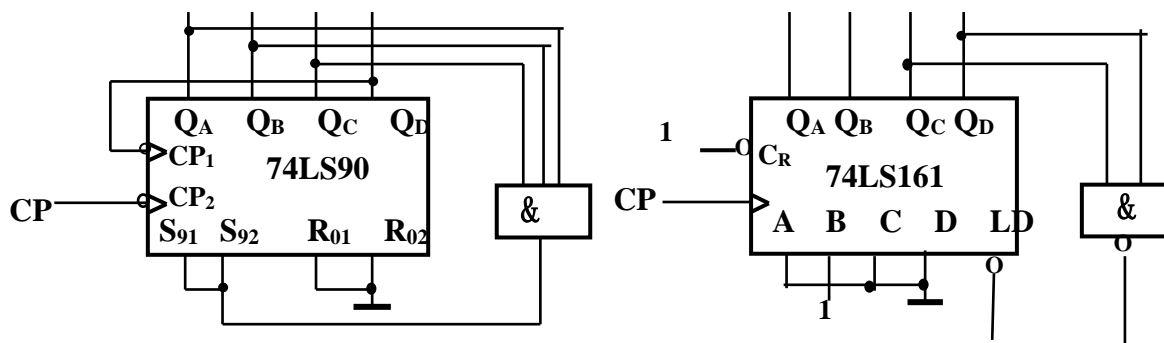 QA QB QC QD
CP1
74LS90
CP CP2
S91 S92 R01 R02
&
QA QB QC QD
1
CR
74LS161
CP
A B C D LD
1
&